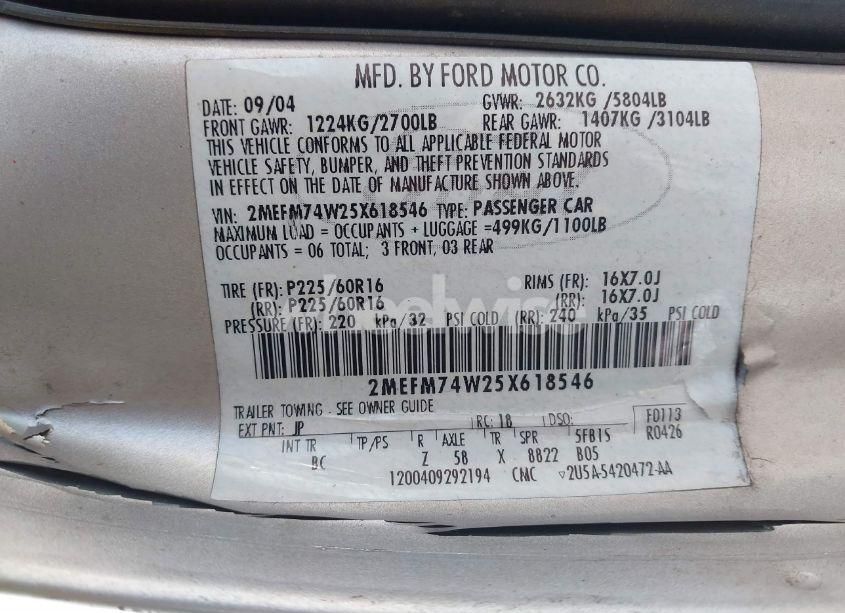 MFD. BY FORD MOTOR CO.
DATE: 09/04 GVWR: 2632KG /5804LB
FRONT GAWR: 1224KG/2700LB REAR GAWR: 1407KG /3104LB
THIS VEHICLE CONFORMS TO ALL APPLICABLE FEDERAL MOTOR
VEHICLE SAFETY, BUMPER, AND THEFT PREVENTION STANDARDS
IN EFFECT ON THE DATE OF MANUFACTURE SHOWN ABOVE.
VIN: 2MEFM74W25X618546 TYPE: PASSENGER CAR
MAXIMUM LOAD = OCCUPANTS + LUGGAGE =499KG/1100LB
OCCUPANTS = 06 TOTAL; 3 FRONT, 03 REAR
TIRE (FR): P225/60R16 RIMS (FR): 16X7.0J
(RR): P225/60R16 (RR): 16X7.0J
PRESSURE (FR): 220 kPa/32 PSI COLD (RR): 240 kPa/35 PSI COLD
2MEFM74W25X618546
TRAILER TOWING - SEE OWNER GUIDE
EXT PNT: JP RC: 18 DSO: F0113
INT TR TP/PS R AXLE TR SPR 5FB15 R0426
BC Z 5B X 8822 B05
1200409292194 CMC ▽2U5A-5420472-AA